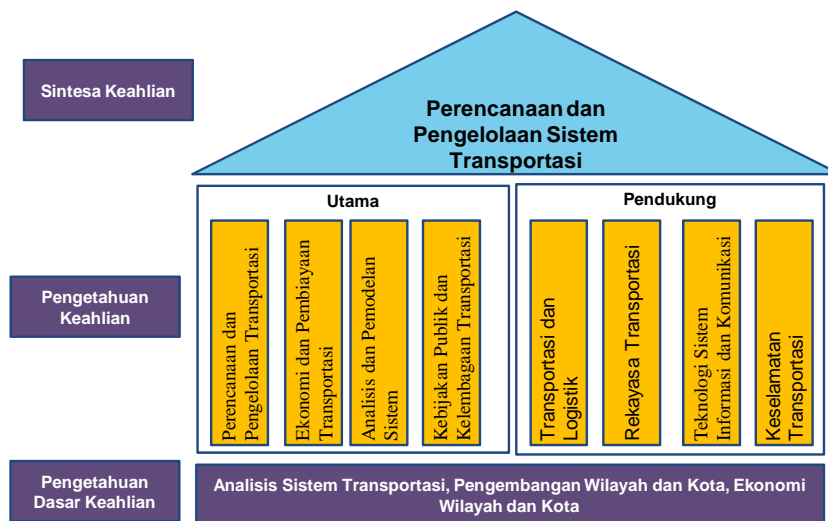 Sintesa Keahlian
Perencanaan dan
Pengelolaan Sistem
Transportasi
Utama
Pendukung
Pengetahuan
Keahlian
Perencanaan dan
Pengelolaan Transportasi
Ekonomi dan Pembiayaan
Transportasi
Analisis dan Pemodelan
Sistem
Kebijakan Publik dan
Kelembagaan Transportasi
Transportasi dan
Logistik
Rekayasa Transportasi
Teknologi Sistem
Informasi dan Komunikasi
Keselamatan
Transportasi
Pengetahuan
Dasar Keahlian
Analisis Sistem Transportasi, Pengembangan Wilayah dan Kota, Ekonomi
Wilayah dan Kota